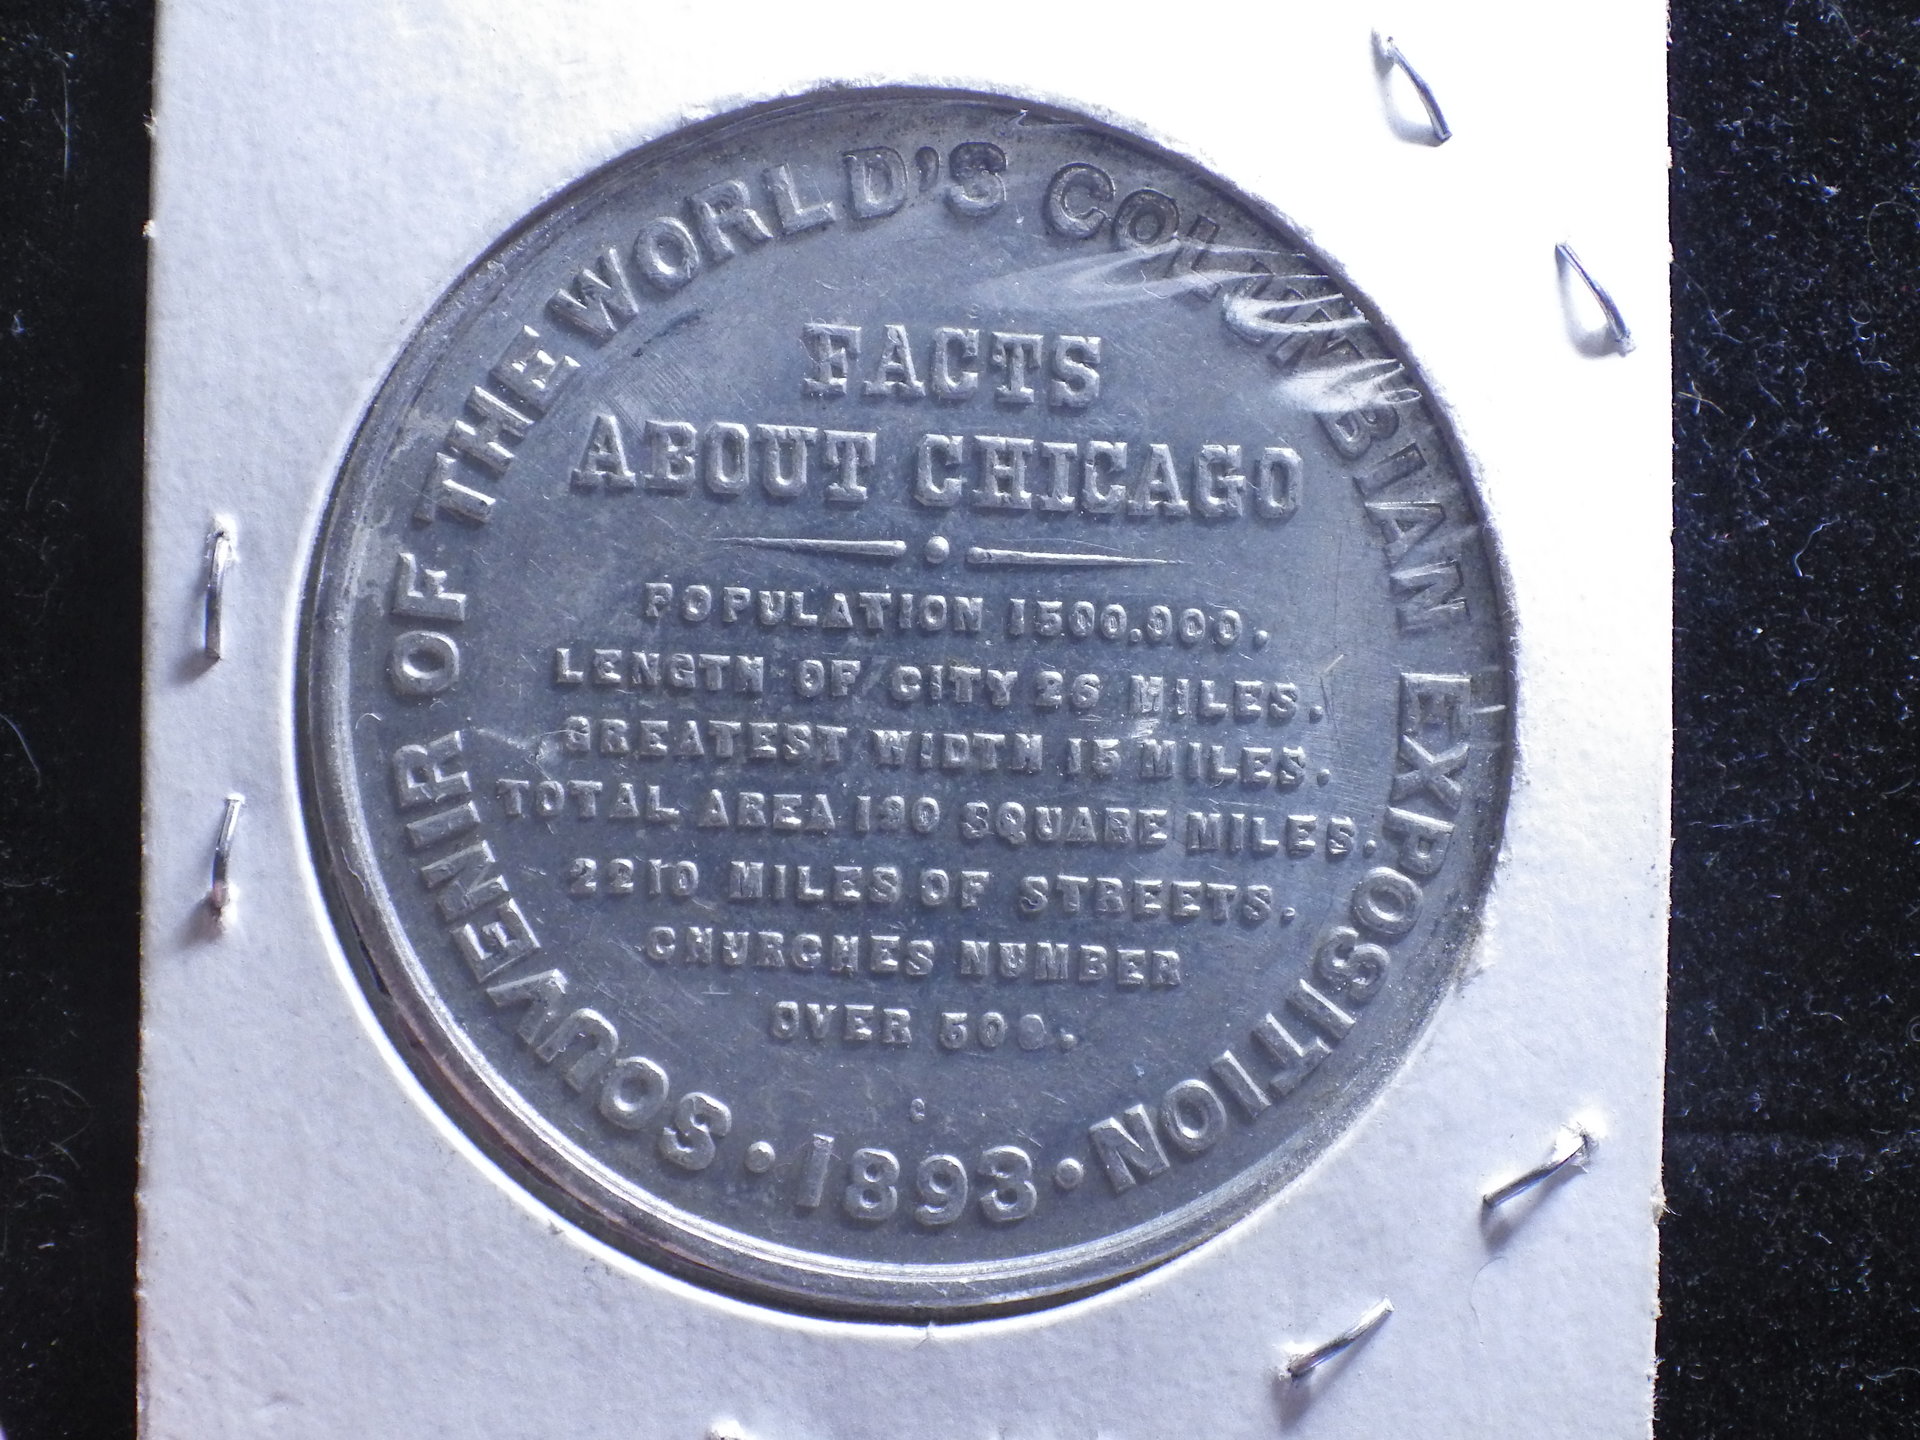 SOUVENIR OF THE WORLD'S COLUMBIAN EXPOSITION
· 1893 ·
FACTS
ABOUT CHICAGO
POPULATION 1500,000.
LENGTH OF CITY 26 MILES.
GREATEST WIDTH 15 MILES.
TOTAL AREA 190 SQUARE MILES.
2210 MILES OF STREETS.
CHURCHES NUMBER
OVER 500.